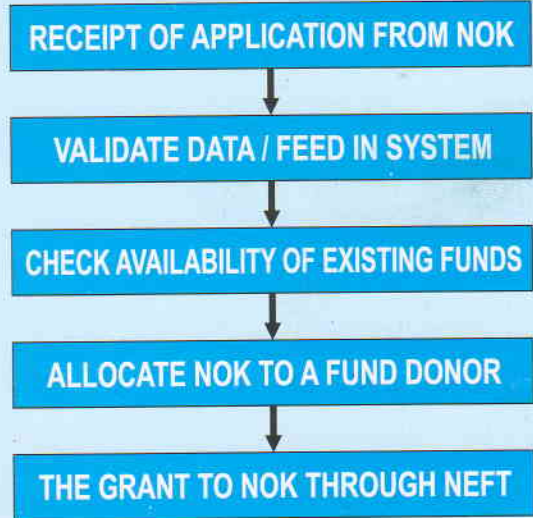 RECEIPT OF APPLICATION FROM NOK
VALIDATE DATA / FEED IN SYSTEM
CHECK AVAILABILITY OF EXISTING FUNDS
ALLOCATE NOK TO A FUND DONOR
THE GRANT TO NOK THROUGH NEFT